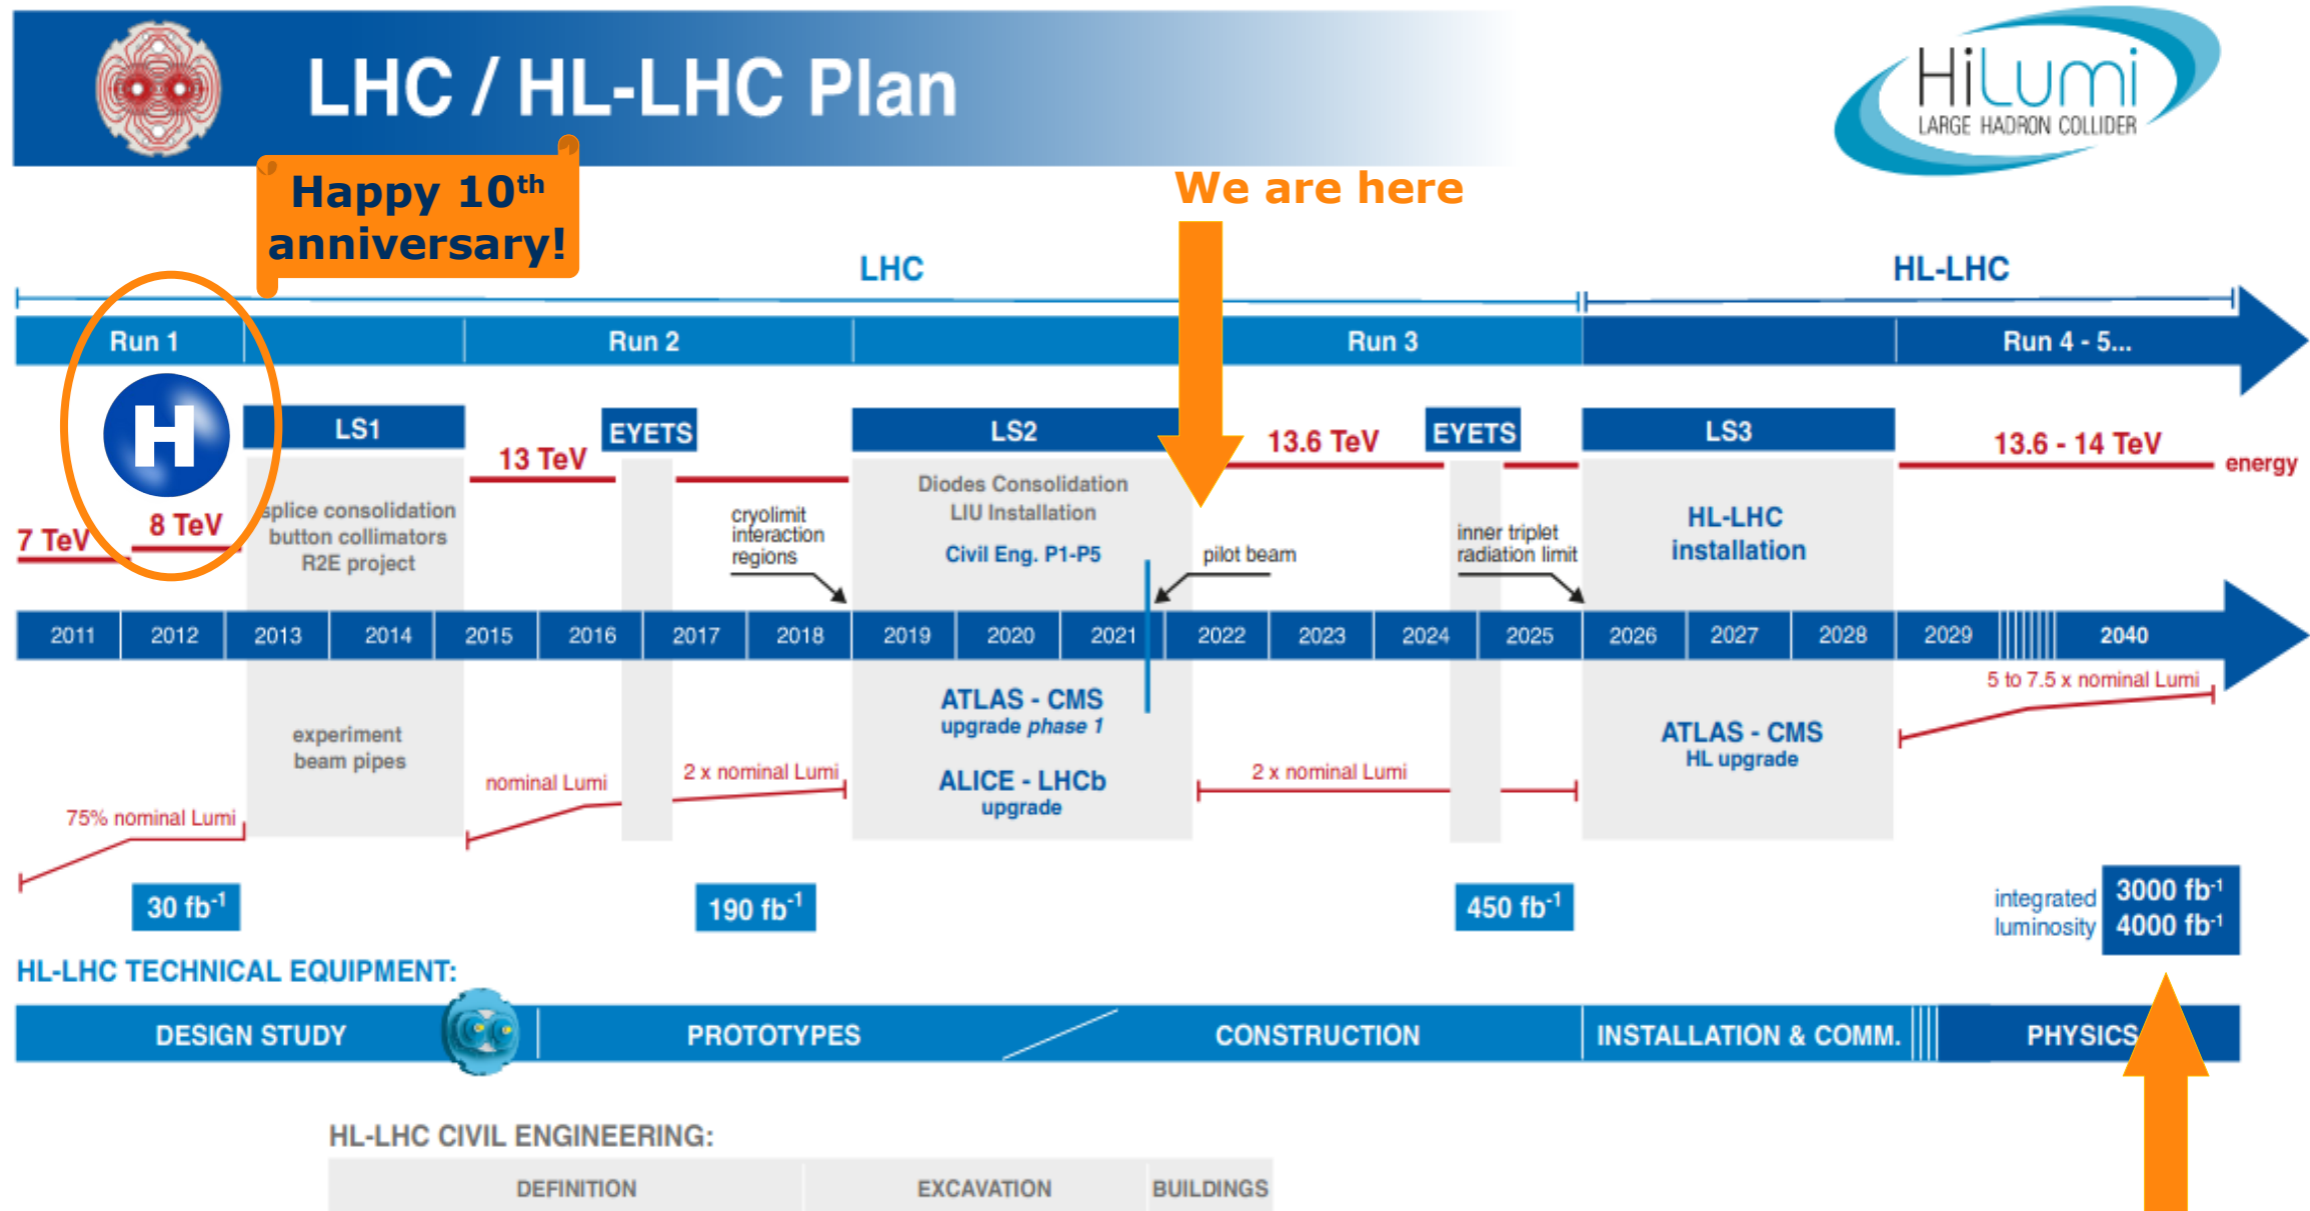 LHC / HL-LHC Plan
HiLumi
LARGE HADRON COLLIDER
Happy 10th
anniversary!
We are here
LHC
HL-LHC
Run 1
Run 2
Run 3
Run 4 - 5...
H
LS1
EYETS
LS2
EYETS
LS3
13 TeV
13.6 TeV
13.6 - 14 TeV
energy
7 TeV
8 TeV
splice consolidation
button collimators
R2E project
cryolimit
interaction
regions
Diodes Consolidation
LIU Installation
Civil Eng. P1-P5
pilot beam
inner triplet
radiation limit
HL-LHC
installation
2011 2012 2013 2014 2015 2016 2017 2018 2019 2020 2021 2022 2023 2024 2025 2026 2027 2028 2029 2040
experiment
beam pipes
ATLAS - CMS
upgrade phase 1
ALICE - LHCb
upgrade
ATLAS - CMS
HL upgrade
5 to 7.5 x nominal Lumi
75% nominal Lumi
nominal Lumi
2 x nominal Lumi
2 x nominal Lumi
30 fb-1
190 fb-1
450 fb-1
integrated
luminosity
3000 fb-1
4000 fb-1
HL-LHC TECHNICAL EQUIPMENT:
DESIGN STUDY
PROTOTYPES
CONSTRUCTION
INSTALLATION & COMM.
PHYSICS
HL-LHC CIVIL ENGINEERING:
DEFINITION
EXCAVATION
BUILDINGS